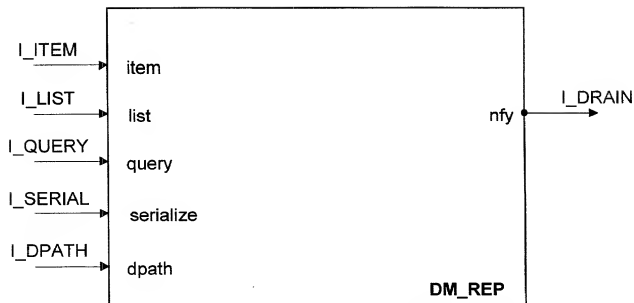 I_ITEM
item
I_LIST
list
I_DRAIN
nfy
I_QUERY
query
I_SERIAL
serialize
I_DPATH
dpath
DM_REP